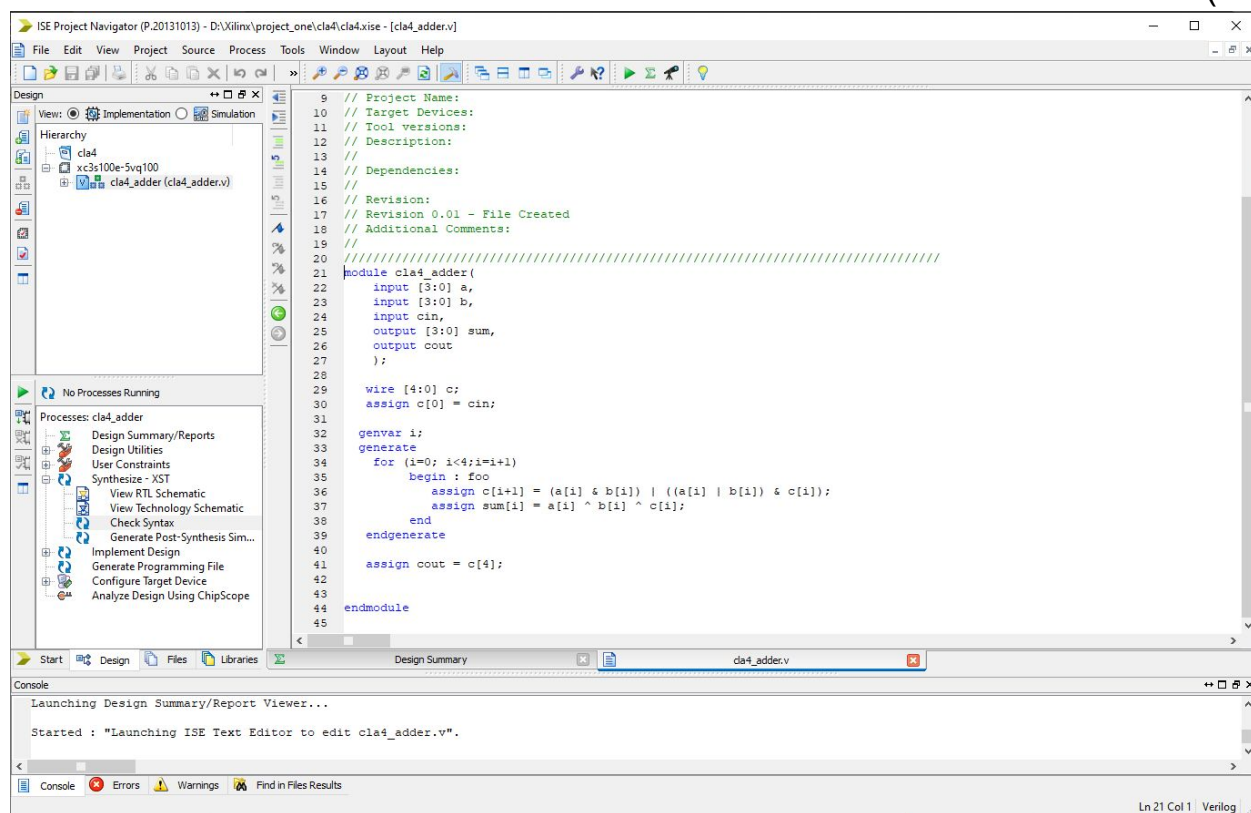 (
ISE Project Navigator (P.20131013) - D:\Xilinx\project_one\cla4\cla4.xise - [cla4_adder.v]
File Edit View Project Source Process Tools Window Layout Help
»
Design
View: Implementation Simulation
Hierarchy
cla4
xc3s100e-5vq100
cla4_adder (cla4_adder.v)
No Processes Running
Processes: cla4_adder
Design Summary/Reports
Design Utilities
User Constraints
Synthesize - XST
View RTL Schematic
View Technology Schematic
Check Syntax
Generate Post-Synthesis Sim...
Implement Design
Generate Programming File
Configure Target Device
Analyze Design Using ChipScope
Start Design Files Libraries
9 // Project Name:
10 // Target Devices:
11 // Tool versions:
12 // Description:
13 //
14 // Dependencies:
15 //
16 // Revision:
17 // Revision 0.01 - File Created
18 // Additional Comments:
19 //
20 //////////////////////////////////////////////////////////////////////////////////
21 module cla4_adder(
22 input [3:0] a,
23 input [3:0] b,
24 input cin,
25 output [3:0] sum,
26 output cout
27 );
28
29 wire [4:0] c;
30 assign c[0] = cin;
31
32 genvar i;
33 generate
34 for (i=0; i<4;i=i+1)
35 begin : foo
36 assign c[i+1] = (a[i] & b[i]) | ((a[i] | b[i]) & c[i]);
37 assign sum[i] = a[i] ^ b[i] ^ c[i];
38 end
39 endgenerate
40
41 assign cout = c[4];
42
43
44 endmodule
45
Design Summary cla4_adder.v
Console
Launching Design Summary/Report Viewer...
Started : "Launching ISE Text Editor to edit cla4_adder.v".
Console Errors Warnings Find in Files Results
Ln 21 Col 1 Verilog